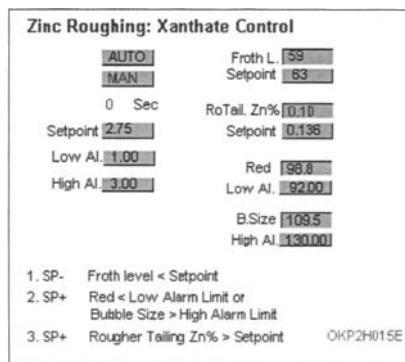 Zinc Roughing: Xanthate Control
AUTO
MAN
0 Sec
Setpoint 2.75
Low Al. 1.00
High Al. 3.00
Froth L. 59
Setpoint 63
RoTail. Zn% 0.10
Setpoint 0.136
Red 98.8
Low Al. 92.00
B.Size 109.5
High Al. 130.00
1. SP- Froth level < Setpoint
2. SP+ Red < Low Alarm Limit or
Bubble Size > High Alarm Limit
3. SP+ Rougher Tailing Zn% > Setpoint
OKP2H015E